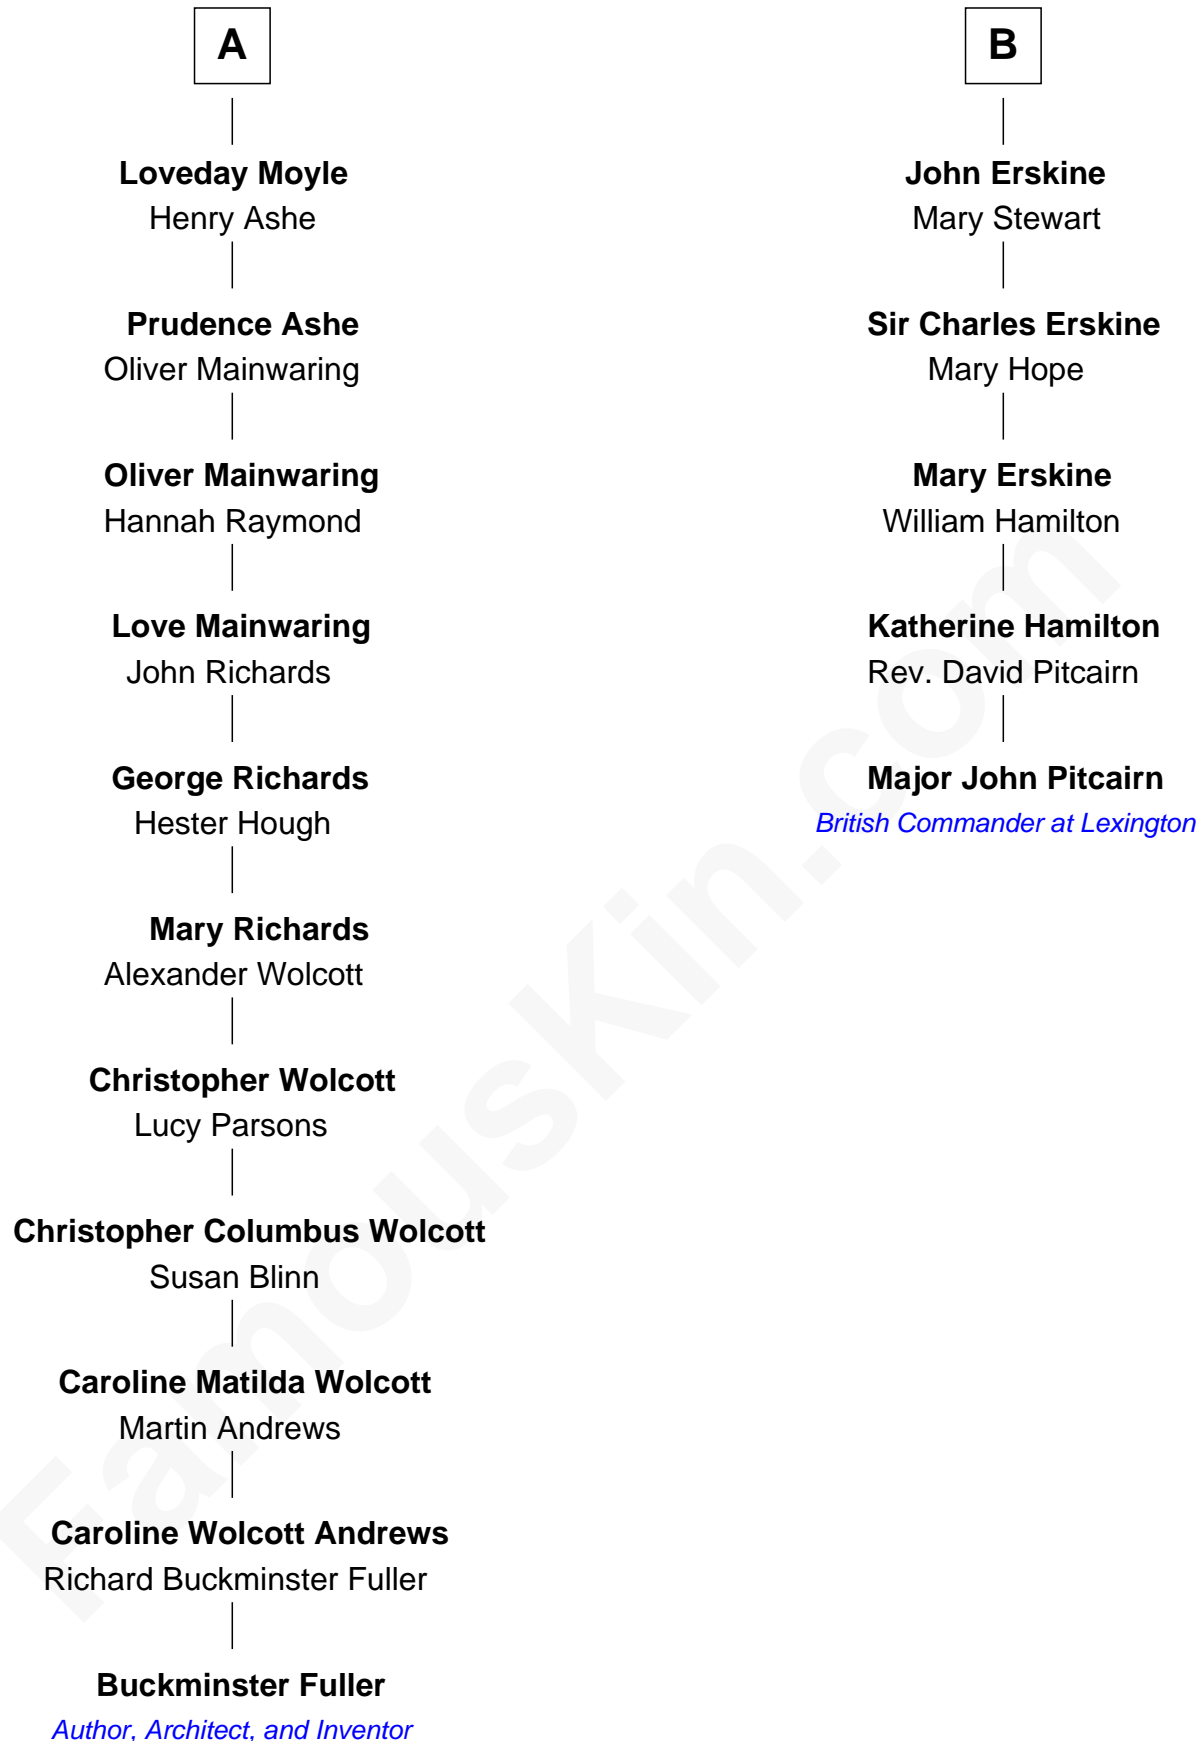 A
Loveday Moyle
Henry Ashe
Prudence Ashe
Oliver Mainwaring
Oliver Mainwaring
Hannah Raymond
Love Mainwaring
John Richards
George Richards
Hester Hough
Mary Richards
Alexander Wolcott
Christopher Wolcott
Lucy Parsons
Christopher Columbus Wolcott
Susan Blinn
Caroline Matilda Wolcott
Martin Andrews
Caroline Wolcott Andrews
Richard Buckminster Fuller
Buckminster Fuller
Author, Architect, and Inventor
B
John Erskine
Mary Stewart
Sir Charles Erskine
Mary Hope
Mary Erskine
William Hamilton
Katherine Hamilton
Rev. David Pitcairn
Major John Pitcairn
British Commander at Lexington
FamousKin.com